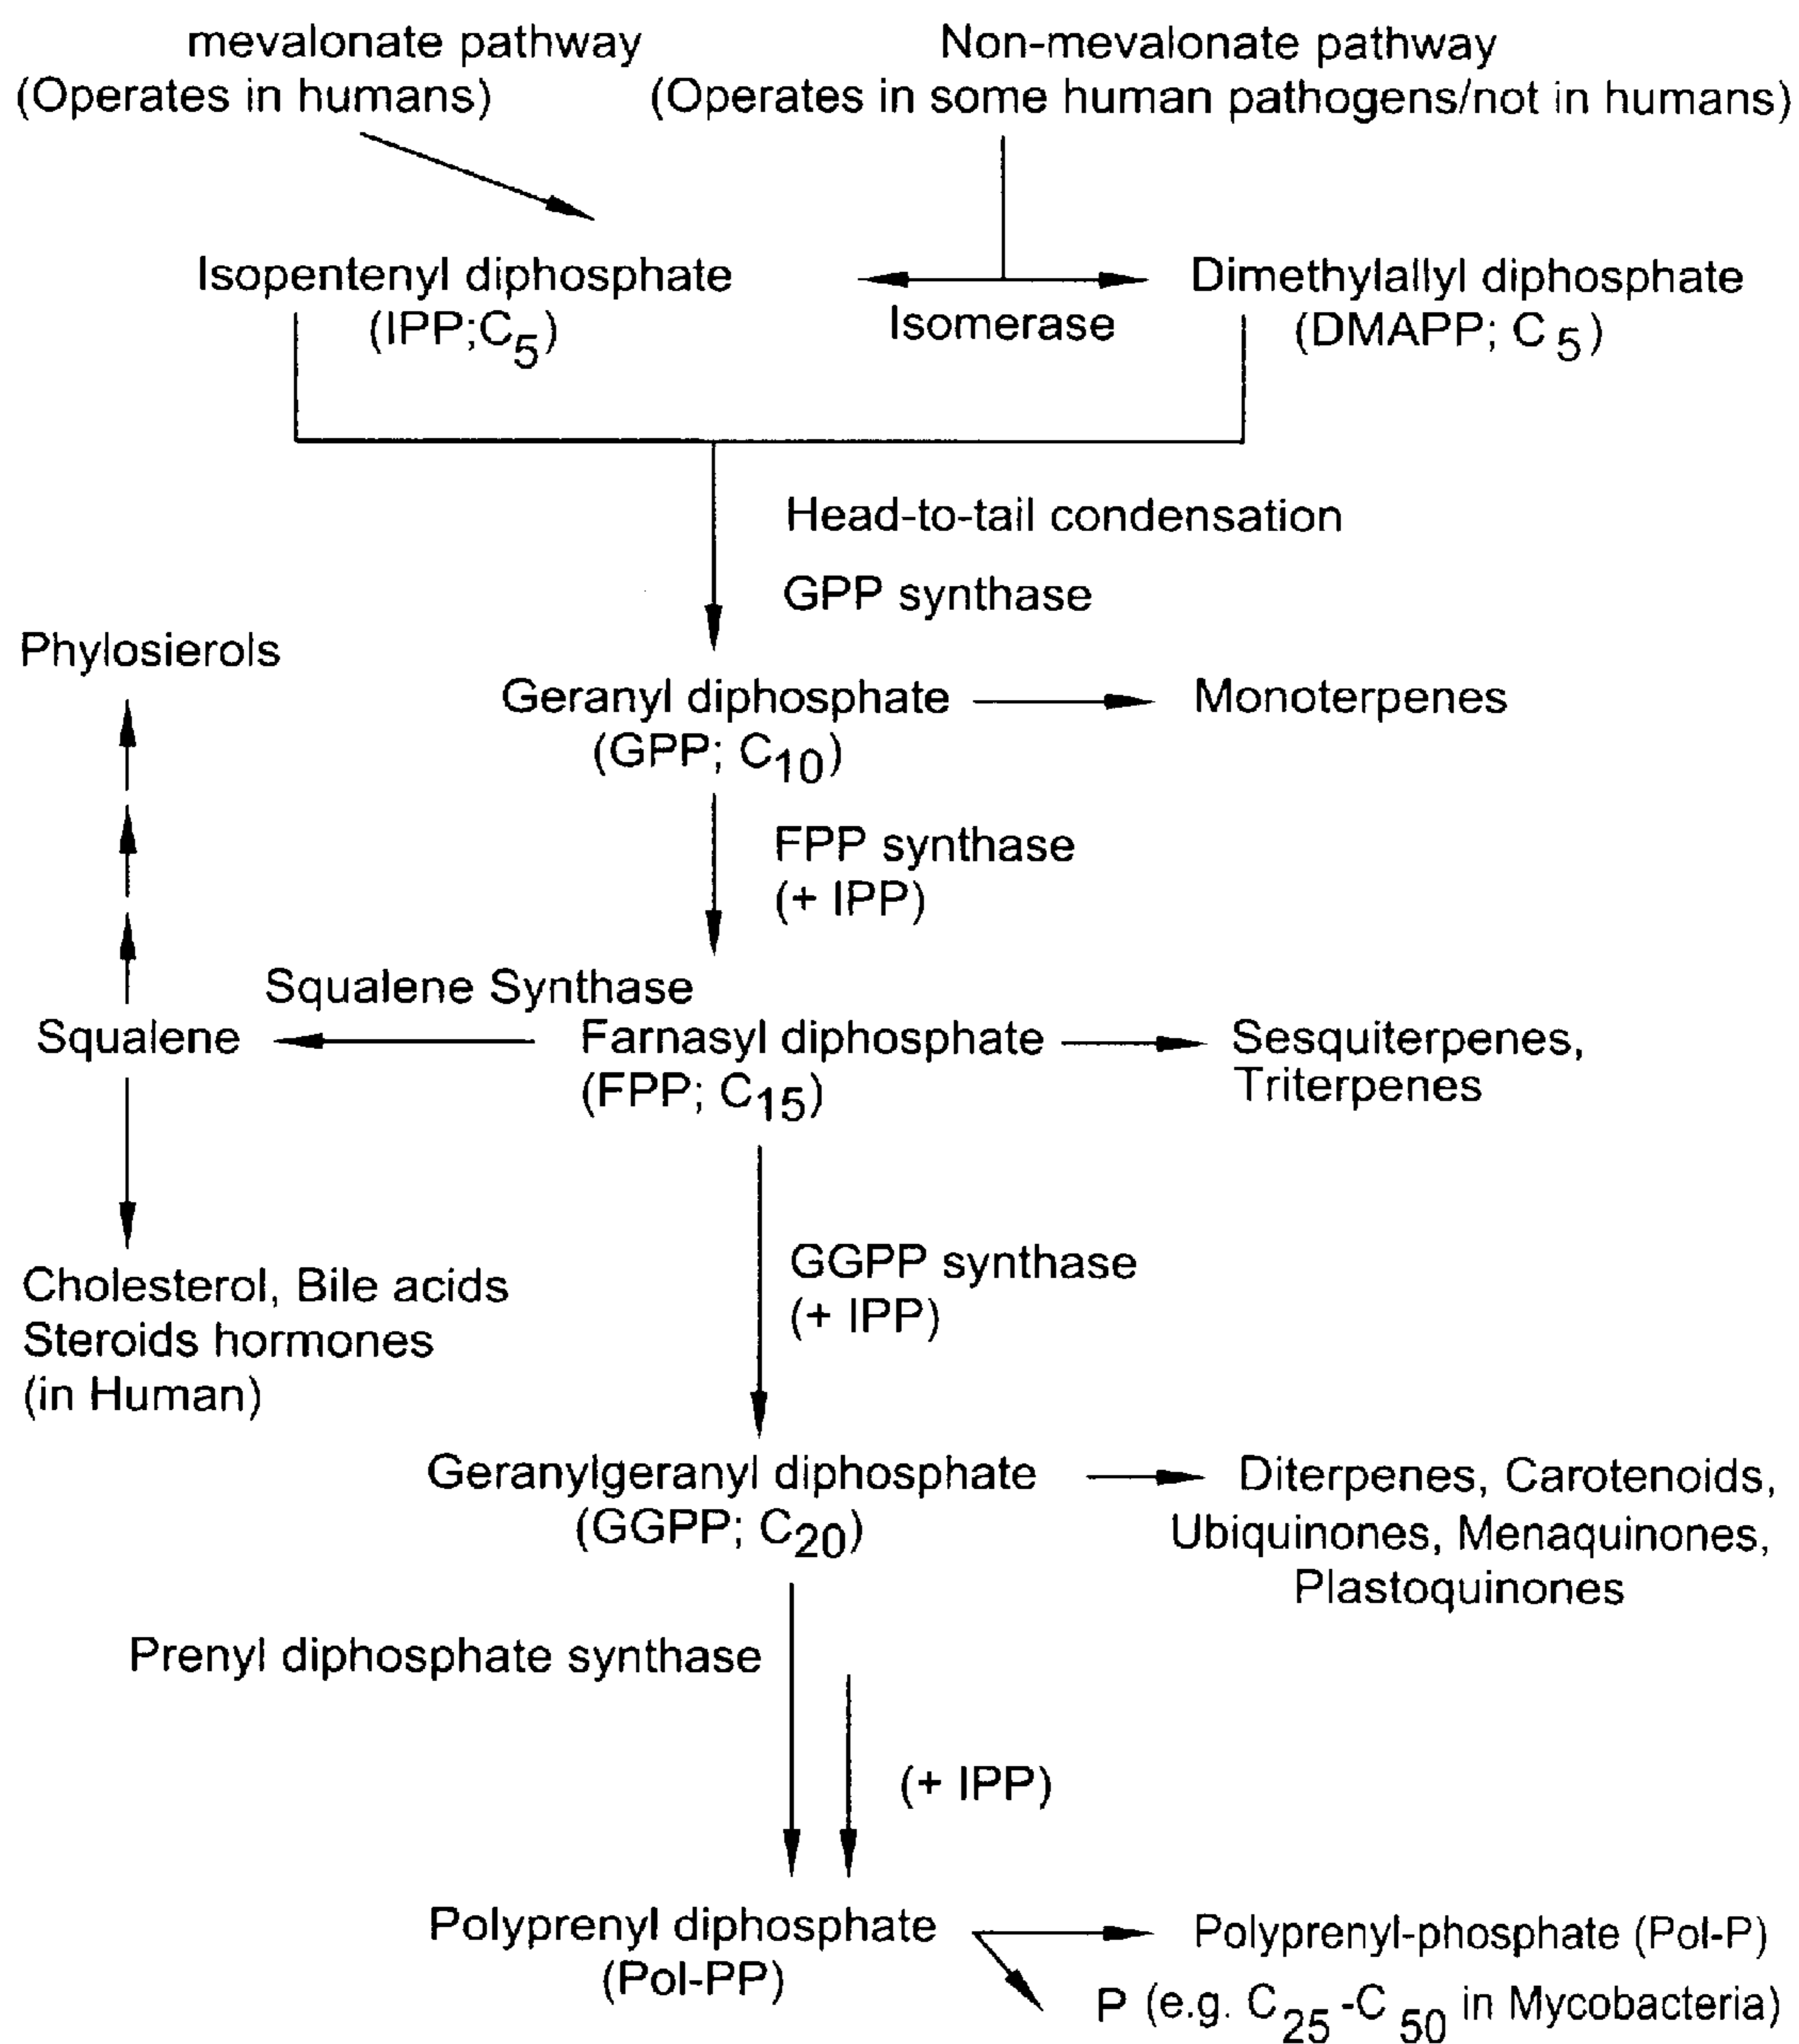 mevalonate pathway
(Operates in humans)
Non-mevalonate pathway
(Operates in some human pathogens/not in humans)
Isopentenyl diphosphate
(IPP;C5)
Isomerase
Dimethylallyl diphosphate
(DMAPP; C5)
Head-to-tail condensation
GPP synthase
Phylosierols
Geranyl diphosphate
(GPP; C10)
Monoterpenes
FPP synthase
(+ IPP)
Squalene Synthase
Squalene
Farnasyl diphosphate
(FPP; C15)
Sesquiterpenes,
Triterpenes
GGPP synthase
(+ IPP)
Cholesterol, Bile acids
Steroids hormones
(in Human)
Geranylgeranyl diphosphate
(GGPP; C20)
Diterpenes, Carotenoids,
Ubiquinones, Menaquinones,
Plastoquinones
Prenyl diphosphate synthase
(+ IPP)
Polyprenyl diphosphate
(Pol-PP)
Polyprenyl-phosphate (Pol-P)
P (e.g. C25-C50 in Mycobacteria)